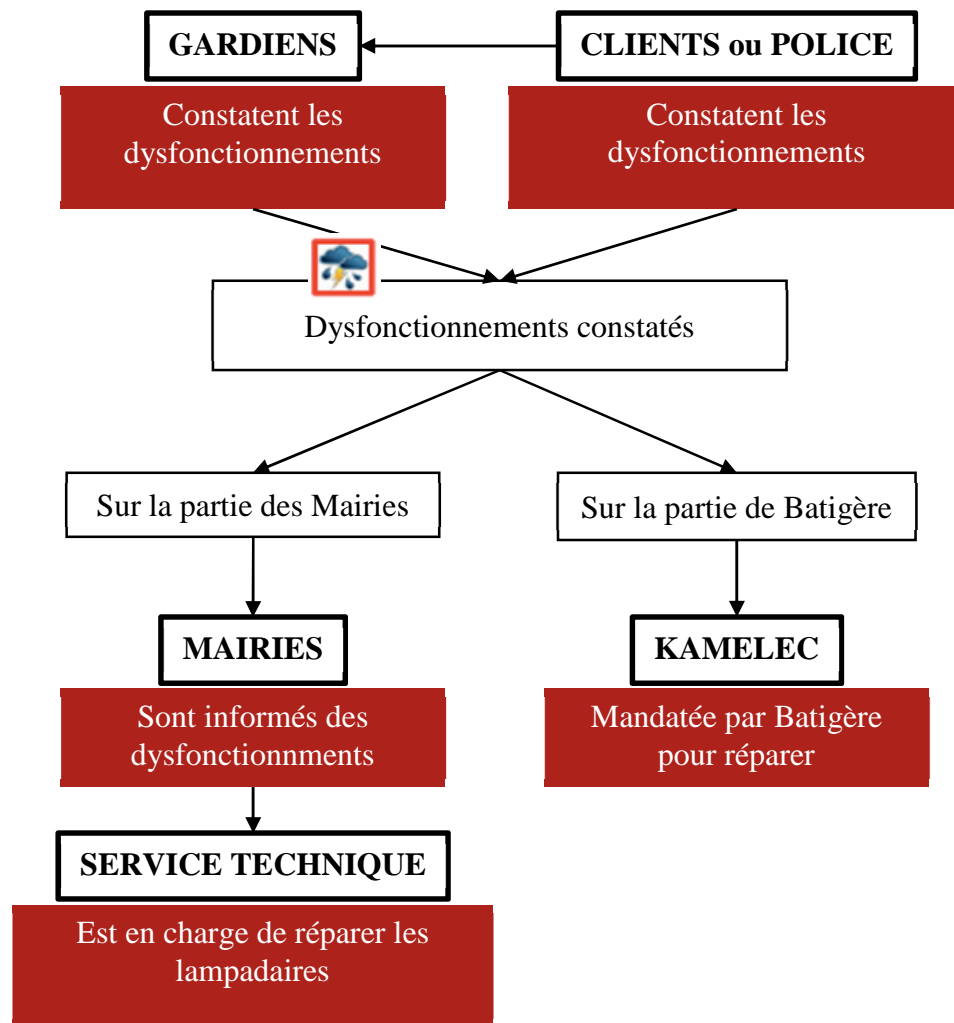 GARDIENS
CLIENTS ou POLICE
Constatent les
dysfonctionnements
Constatent les
dysfonctionnements
Dysfonctionnements constatés
Sur la partie des Mairies
Sur la partie de Batigère
MAIRIES
KAMELEC
Sont informés des
dysfonctionnments
Mandatée par Batigère
pour réparer
SERVICE TECHNIQUE
Est en charge de réparer les
lampadaires